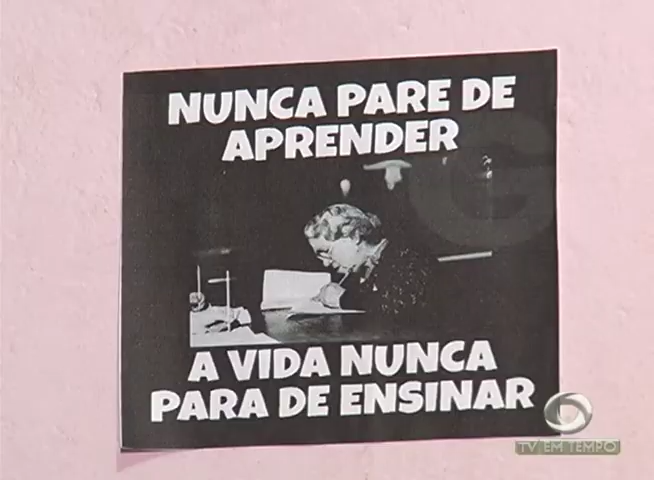 NUNCA PARE DE
APRENDER
A VIDA NUNCA
PARA DE ENSINAR
TV EM TEMPO